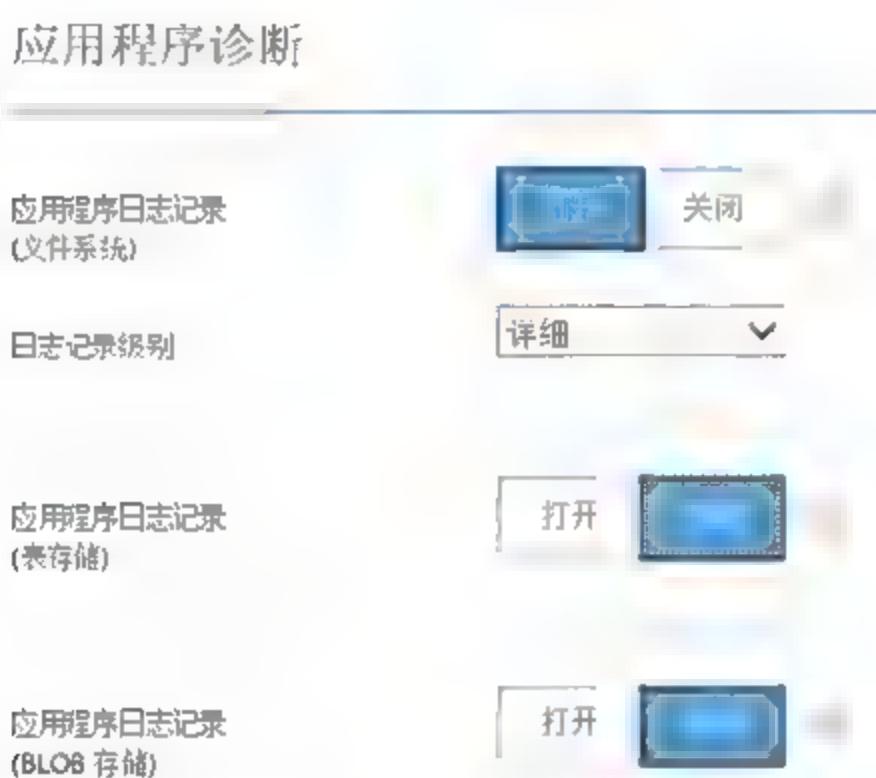 应用程序诊断
应用程序日志记录
关闭
(文件系统)
日志记录级别
详细
应用程序日志记录
打开
(表存储)
应用程序日志记录
打开
(BLOB 存储)